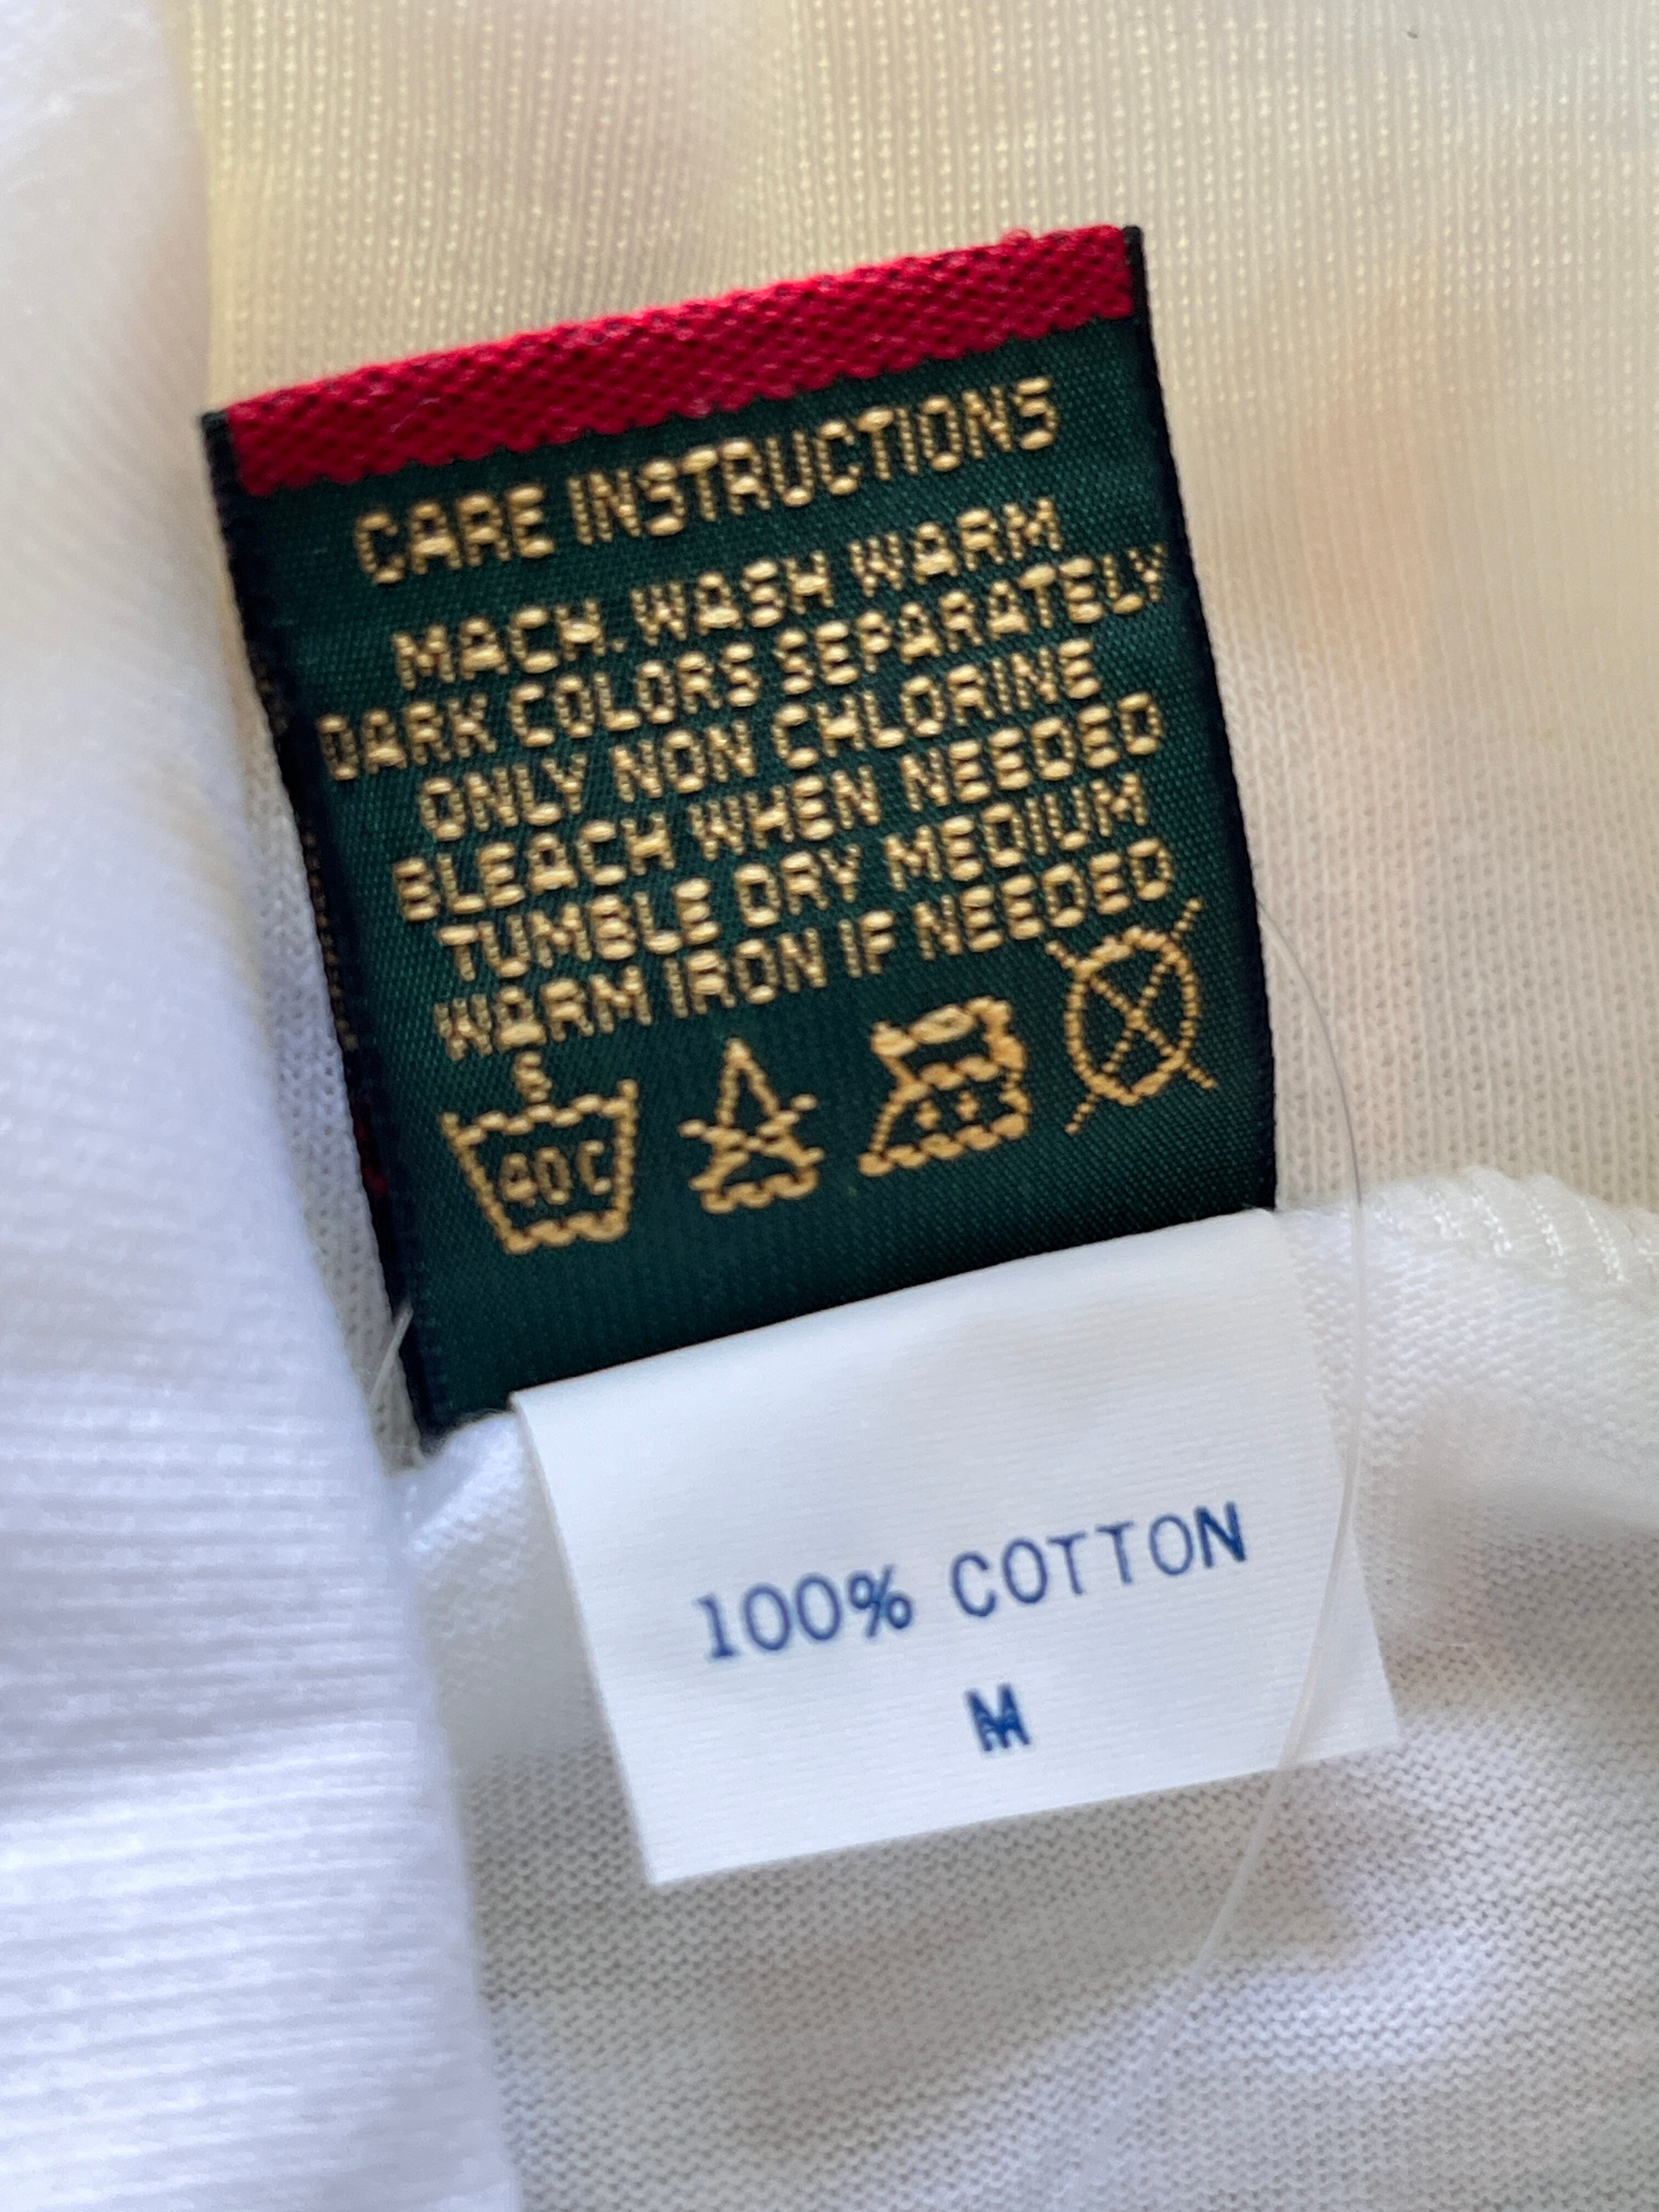 CARE INSTRUCTIONS
MACH. WASH WARM
DARK COLORS SEPARATELY
ONLY NON CHLORINE
BLEACH WHEN NEEDED
TUMBLE DRY MEDIUM
WARM IRON IF NEEDED
40C
100% COTTON
M